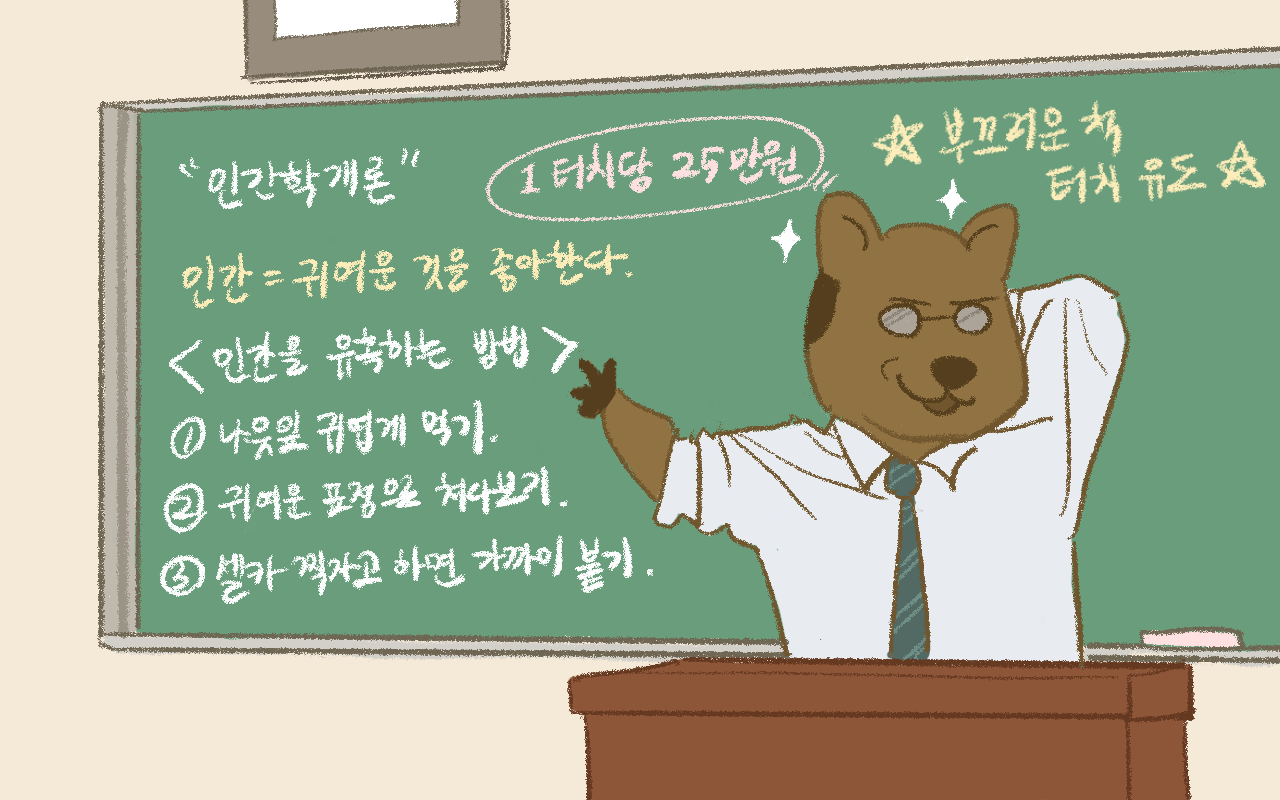 "인간학개론"
1 터치당 25만원
☆ 부끄러운 척
터치 유도 ☆
인간 = 귀여운 것을 좋아한다.
< 인간을 유혹하는 방법 >
① 나뭇잎 귀엽게 먹기.
② 귀여운 표정으로 쳐다보기.
③ 셀카 찍자고 하면 가까이 붙기.